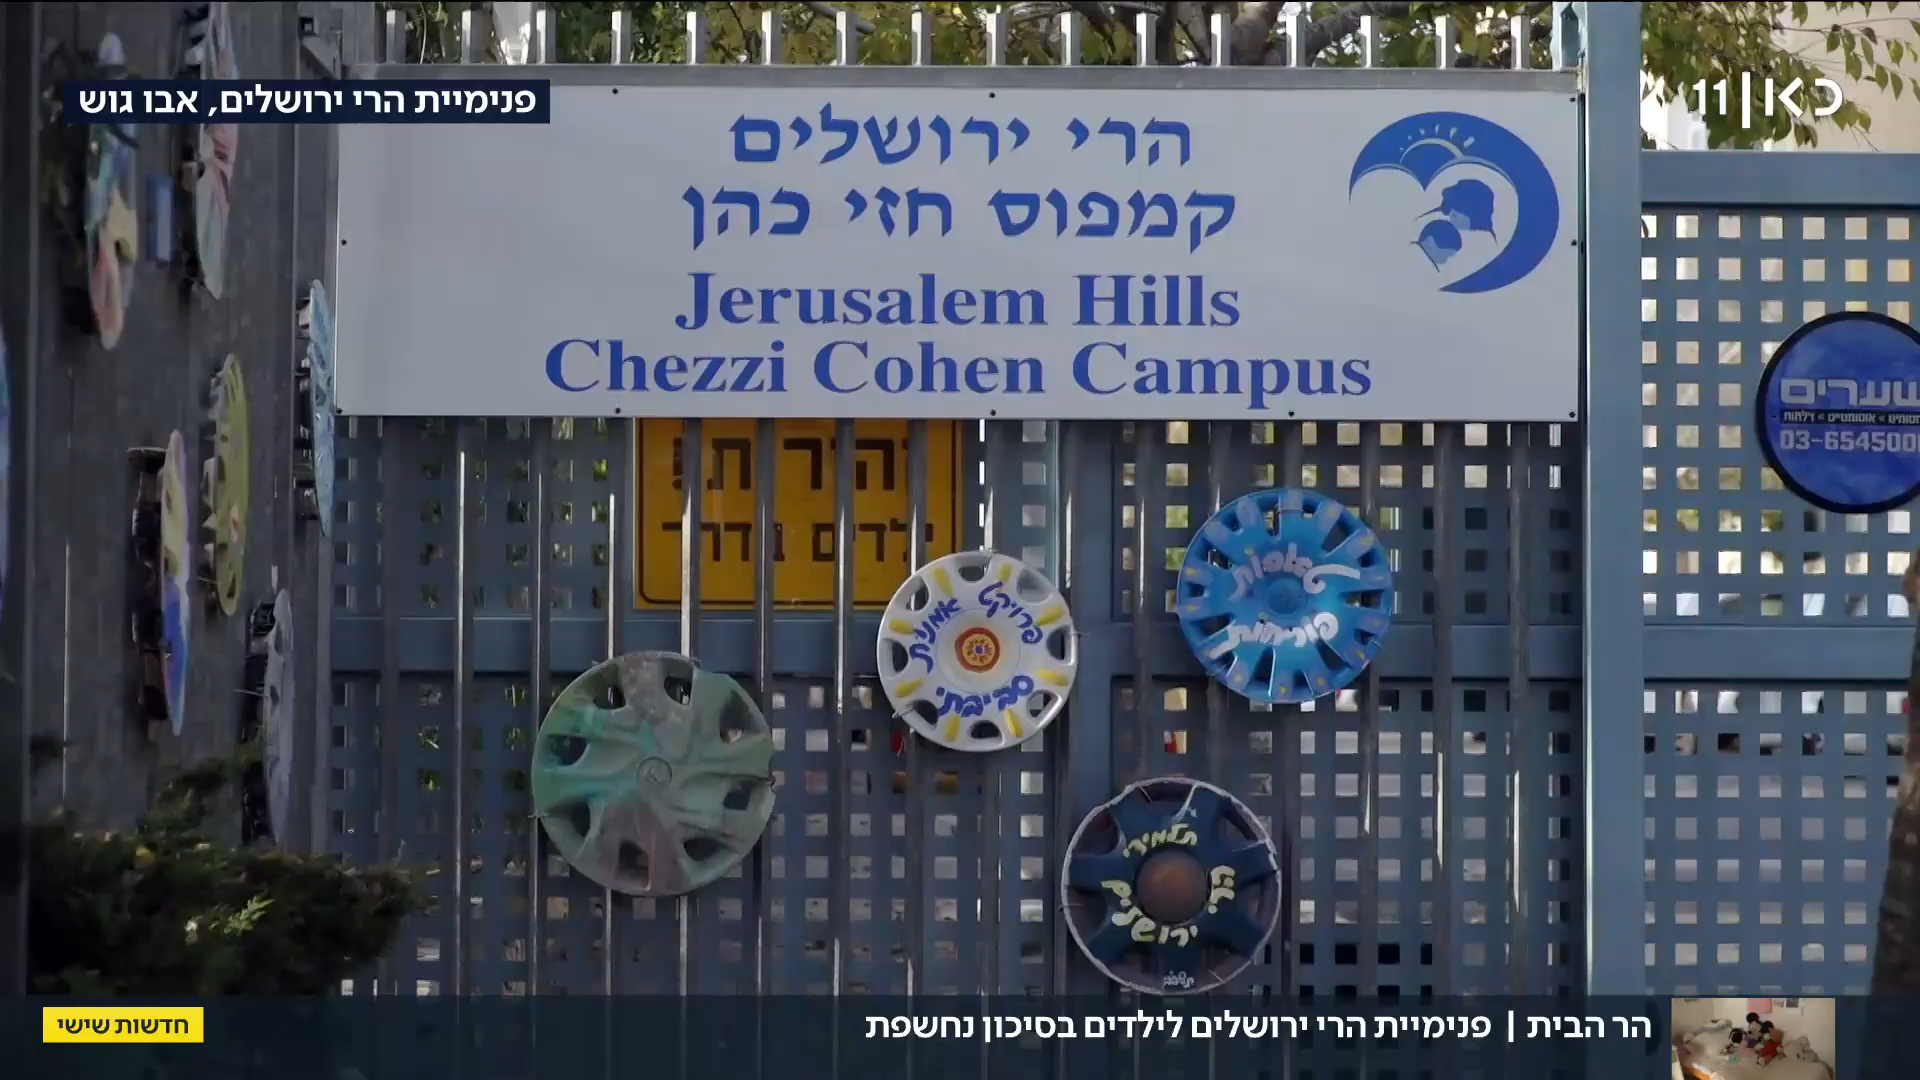 פנימיית הרי ירושלים, אבו גוש
כאן 11
הרי ירושלים
קמפוס חזי כהן
Jerusalem Hills
Chezzi Cohen Campus
שערים
03-654500
ילדים בדרך
פרויקט אמנות
סביבתי
ירושלים
הר הבית | פנימיית הרי ירושלים לילדים בסיכון נחשפת
חדשות שישי